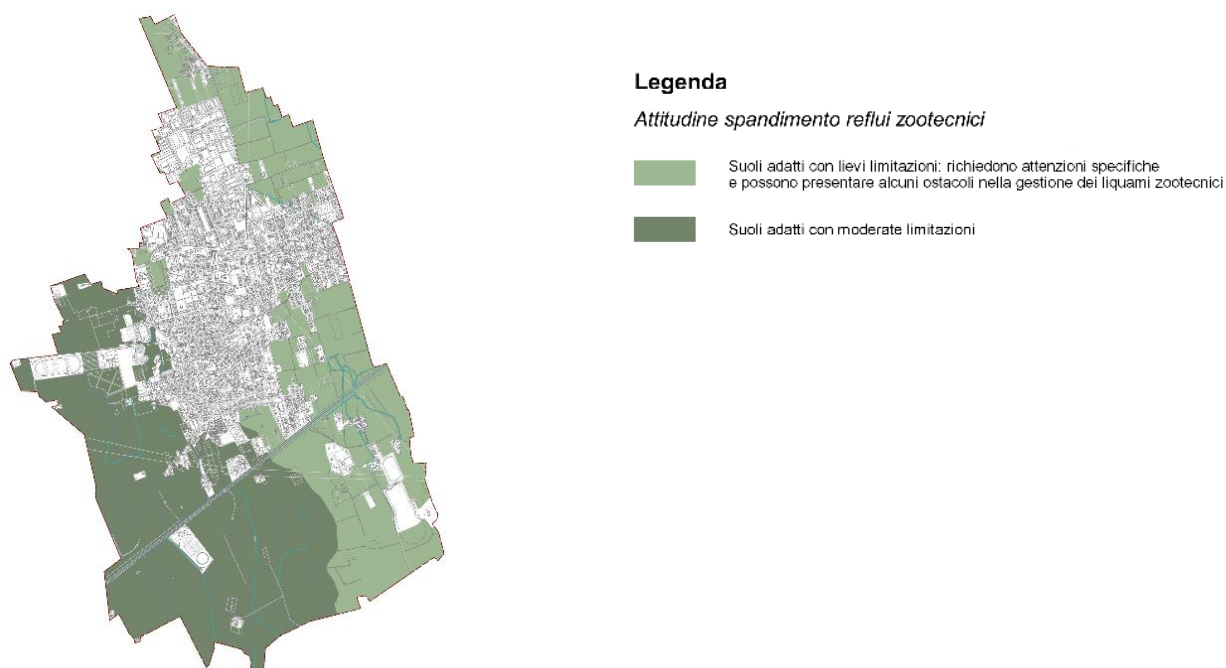 Legenda
Attitudine spandimento reflui zootecnici
Suoli adatti con lievi limitazioni: richiedono attenzioni specifiche
e possono presentare alcuni ostacoli nella gestione dei liquami zootecnici
Suoli adatti con moderate limitazioni